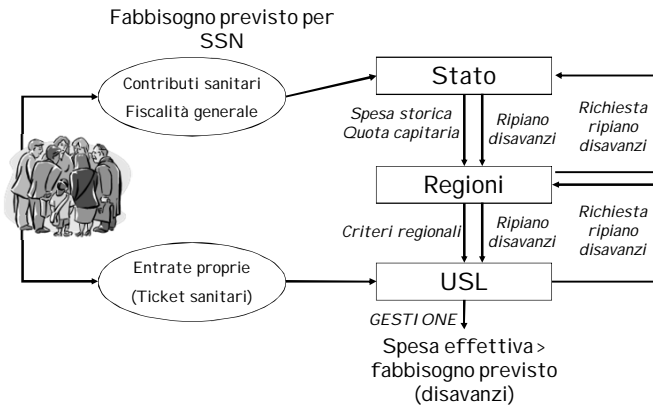 Fabbisogno previsto per
SSN
Contributi sanitari
Fiscalità generale
Stato
Spesa storica
Quota capitaria
Ripiano
disavanzi
Richiesta
ripiano
disavanzi
Regioni
Criteri regionali
Ripiano
disavanzi
Richiesta
ripiano
disavanzi
Entrate proprie
(Ticket sanitari)
USL
GESTIONE
Spesa effettiva>
fabbisogno previsto
(disavanzi)